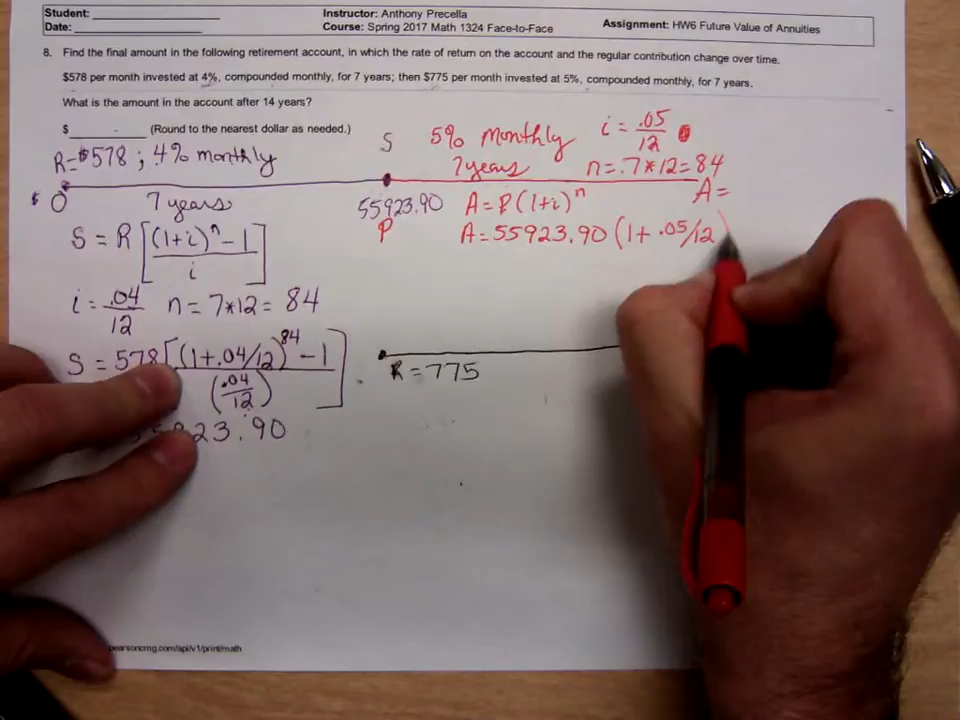 Student:
Date:
Instructor: Anthony Precella
Course: Spring 2017 Math 1324 Face-to-Face
Assignment: HW6 Future Value of Annuities
8. Find the final amount in the following retirement account, in which the rate of return on the account and the regular contribution change over time.
$578 per month invested at 4%, compounded monthly, for 7 years; then $775 per month invested at 5%, compounded monthly, for 7 years.
What is the amount in the account after 14 years?
$ (Round to the nearest dollar as needed.)
R=$578 ; 4% monthly
$ 0
7 years
S
5% monthly
7 years
i = .05/12
n = 7*12 = 84
A =
55923.90
P
A = P(1+i)^n
A = 55923.90 (1 + .05/12)
S = R [(1+i)^n - 1 / i]
i = .04/12 n = 7*12 = 84
S = 578 [(1+.04/12)^84 - 1 / (.04/12)]
R = 775
23.90
pearsoncmg.com/api/v1/print/math